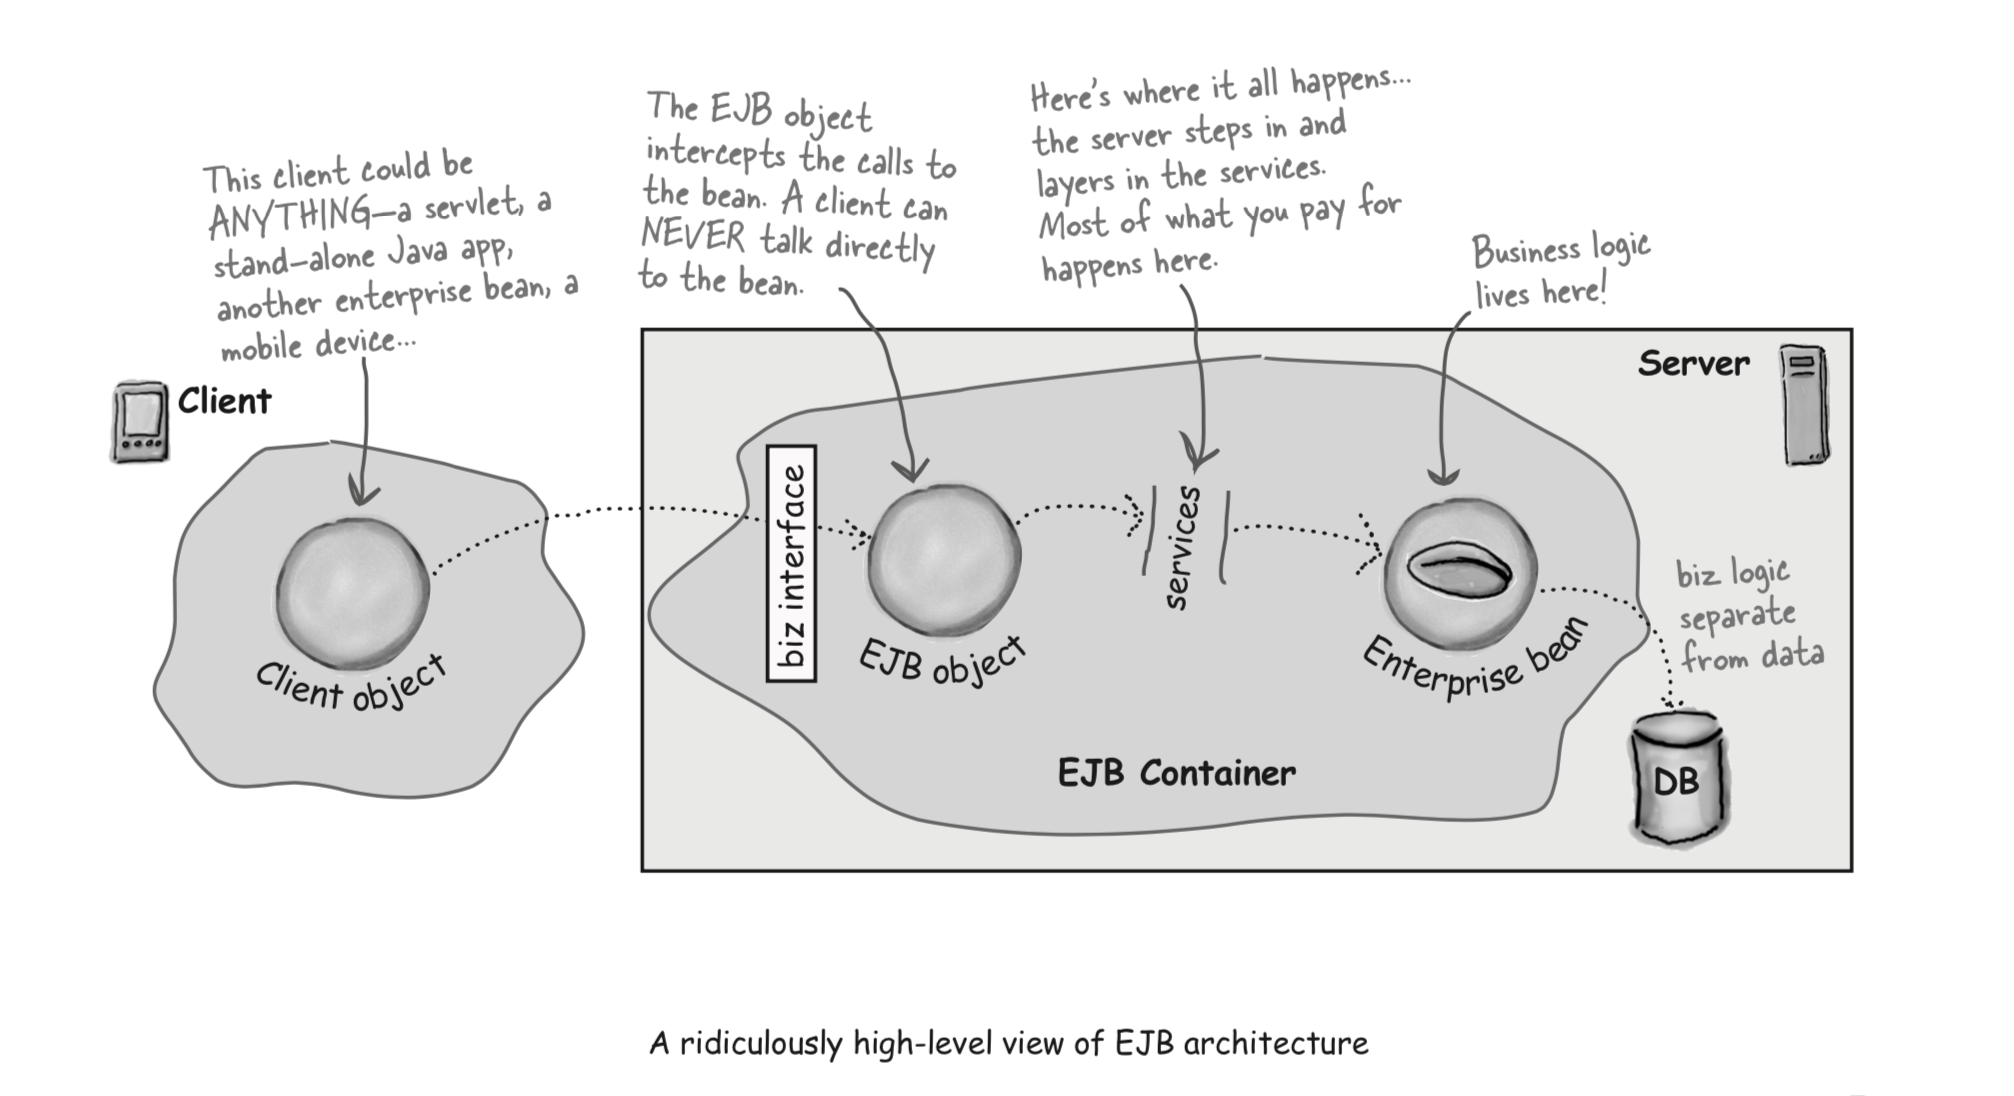 This client could be
ANYTHING—a servlet, a
stand-alone Java app,
another enterprise bean, a
mobile device...
The EJB object
intercepts the calls to
the bean. A client can
NEVER talk directly
to the bean.
Here's where it all happens...
the server steps in and
layers in the services.
Most of what you pay for
happens here.
Business logic
lives here!
Client
Server
Client object
biz interface
EJB object
services
Enterprise bean
biz logic
separate
from data
EJB Container
DB
A ridiculously high-level view of EJB architecture